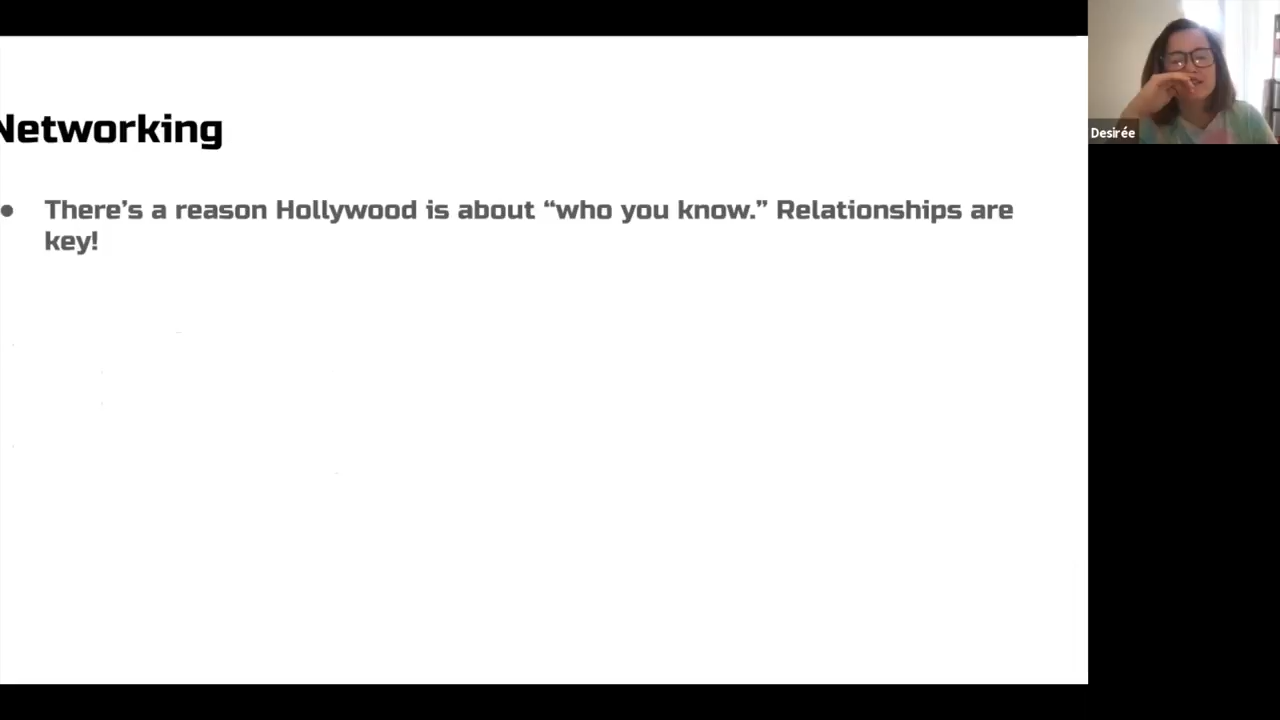 Networking
● There’s a reason Hollywood is about “who you know.” Relationships are
key!
Desirée